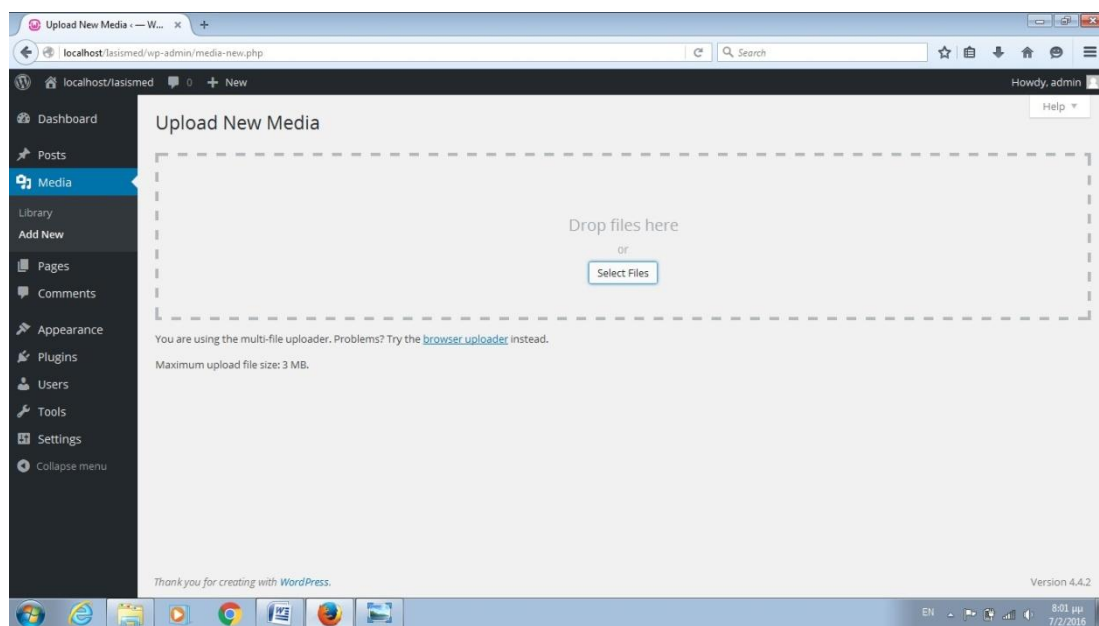 Upload New Media ‹ — W...
localhost/lasismed/wp-admin/media-new.php
Search
localhost/lasismed 0 + New
Howdy, admin
Help
Dashboard
Posts
Media
Library
Add New
Pages
Comments
Appearance
Plugins
Users
Tools
Settings
Collapse menu
Upload New Media
Drop files here
or
Select Files
You are using the multi-file uploader. Problems? Try the browser uploader instead.
Maximum upload file size: 3 MB.
Thank you for creating with WordPress.
Version 4.4.2
EN
8:01 μμ
7/2/2016